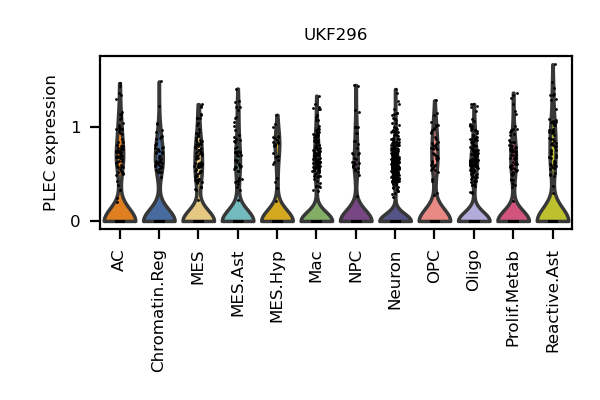 UKF296
PLEC expression
1
0
AC
Chromatin.Reg
MES
MES.Ast
MES.Hyp
Mac
NPC
Neuron
OPC
Oligo
Prolif.Metab
Reactive.Ast